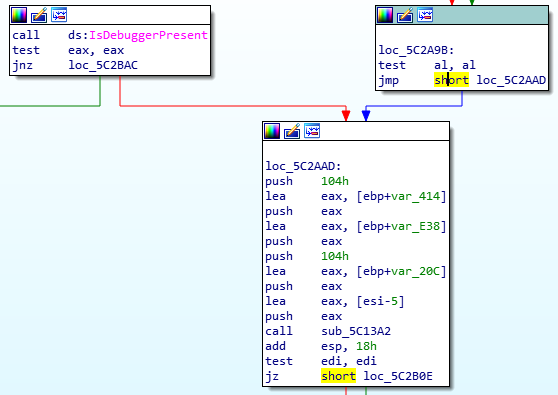 call ds:IsDebuggerPresent
test eax, eax
jnz loc_5C2BAC
loc_5C2A9B:
test al, al
jmp short loc_5C2AAD
loc_5C2AAD:
push 104h
lea eax, [ebp+var_414]
push eax
lea eax, [ebp+var_E38]
push eax
push 104h
lea eax, [ebp+var_20C]
push eax
lea eax, [esi-5]
push eax
call sub_5C13A2
add esp, 18h
test edi, edi
jz short loc_5C2B0E